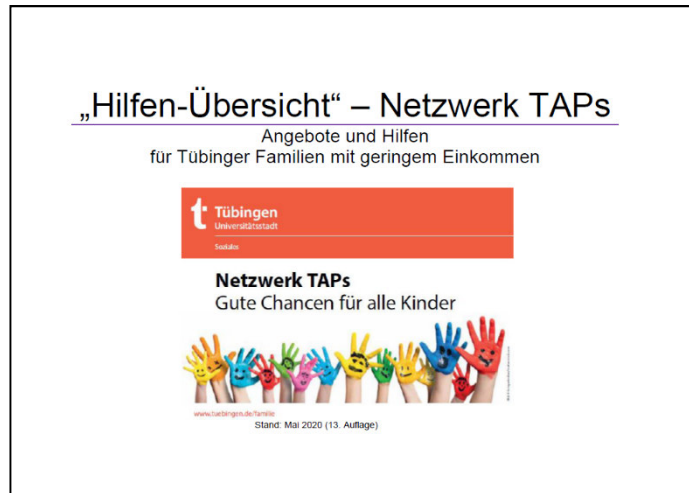 „Hilfen-Übersicht“ – Netzwerk TAPs
Angebote und Hilfen
für Tübinger Familien mit geringem Einkommen
t Tübingen
Universitätsstadt
Soziales
Netzwerk TAPs
Gute Chancen für alle Kinder
www.tuebingen.de/familie
Stand: Mai 2020 (13. Auflage)